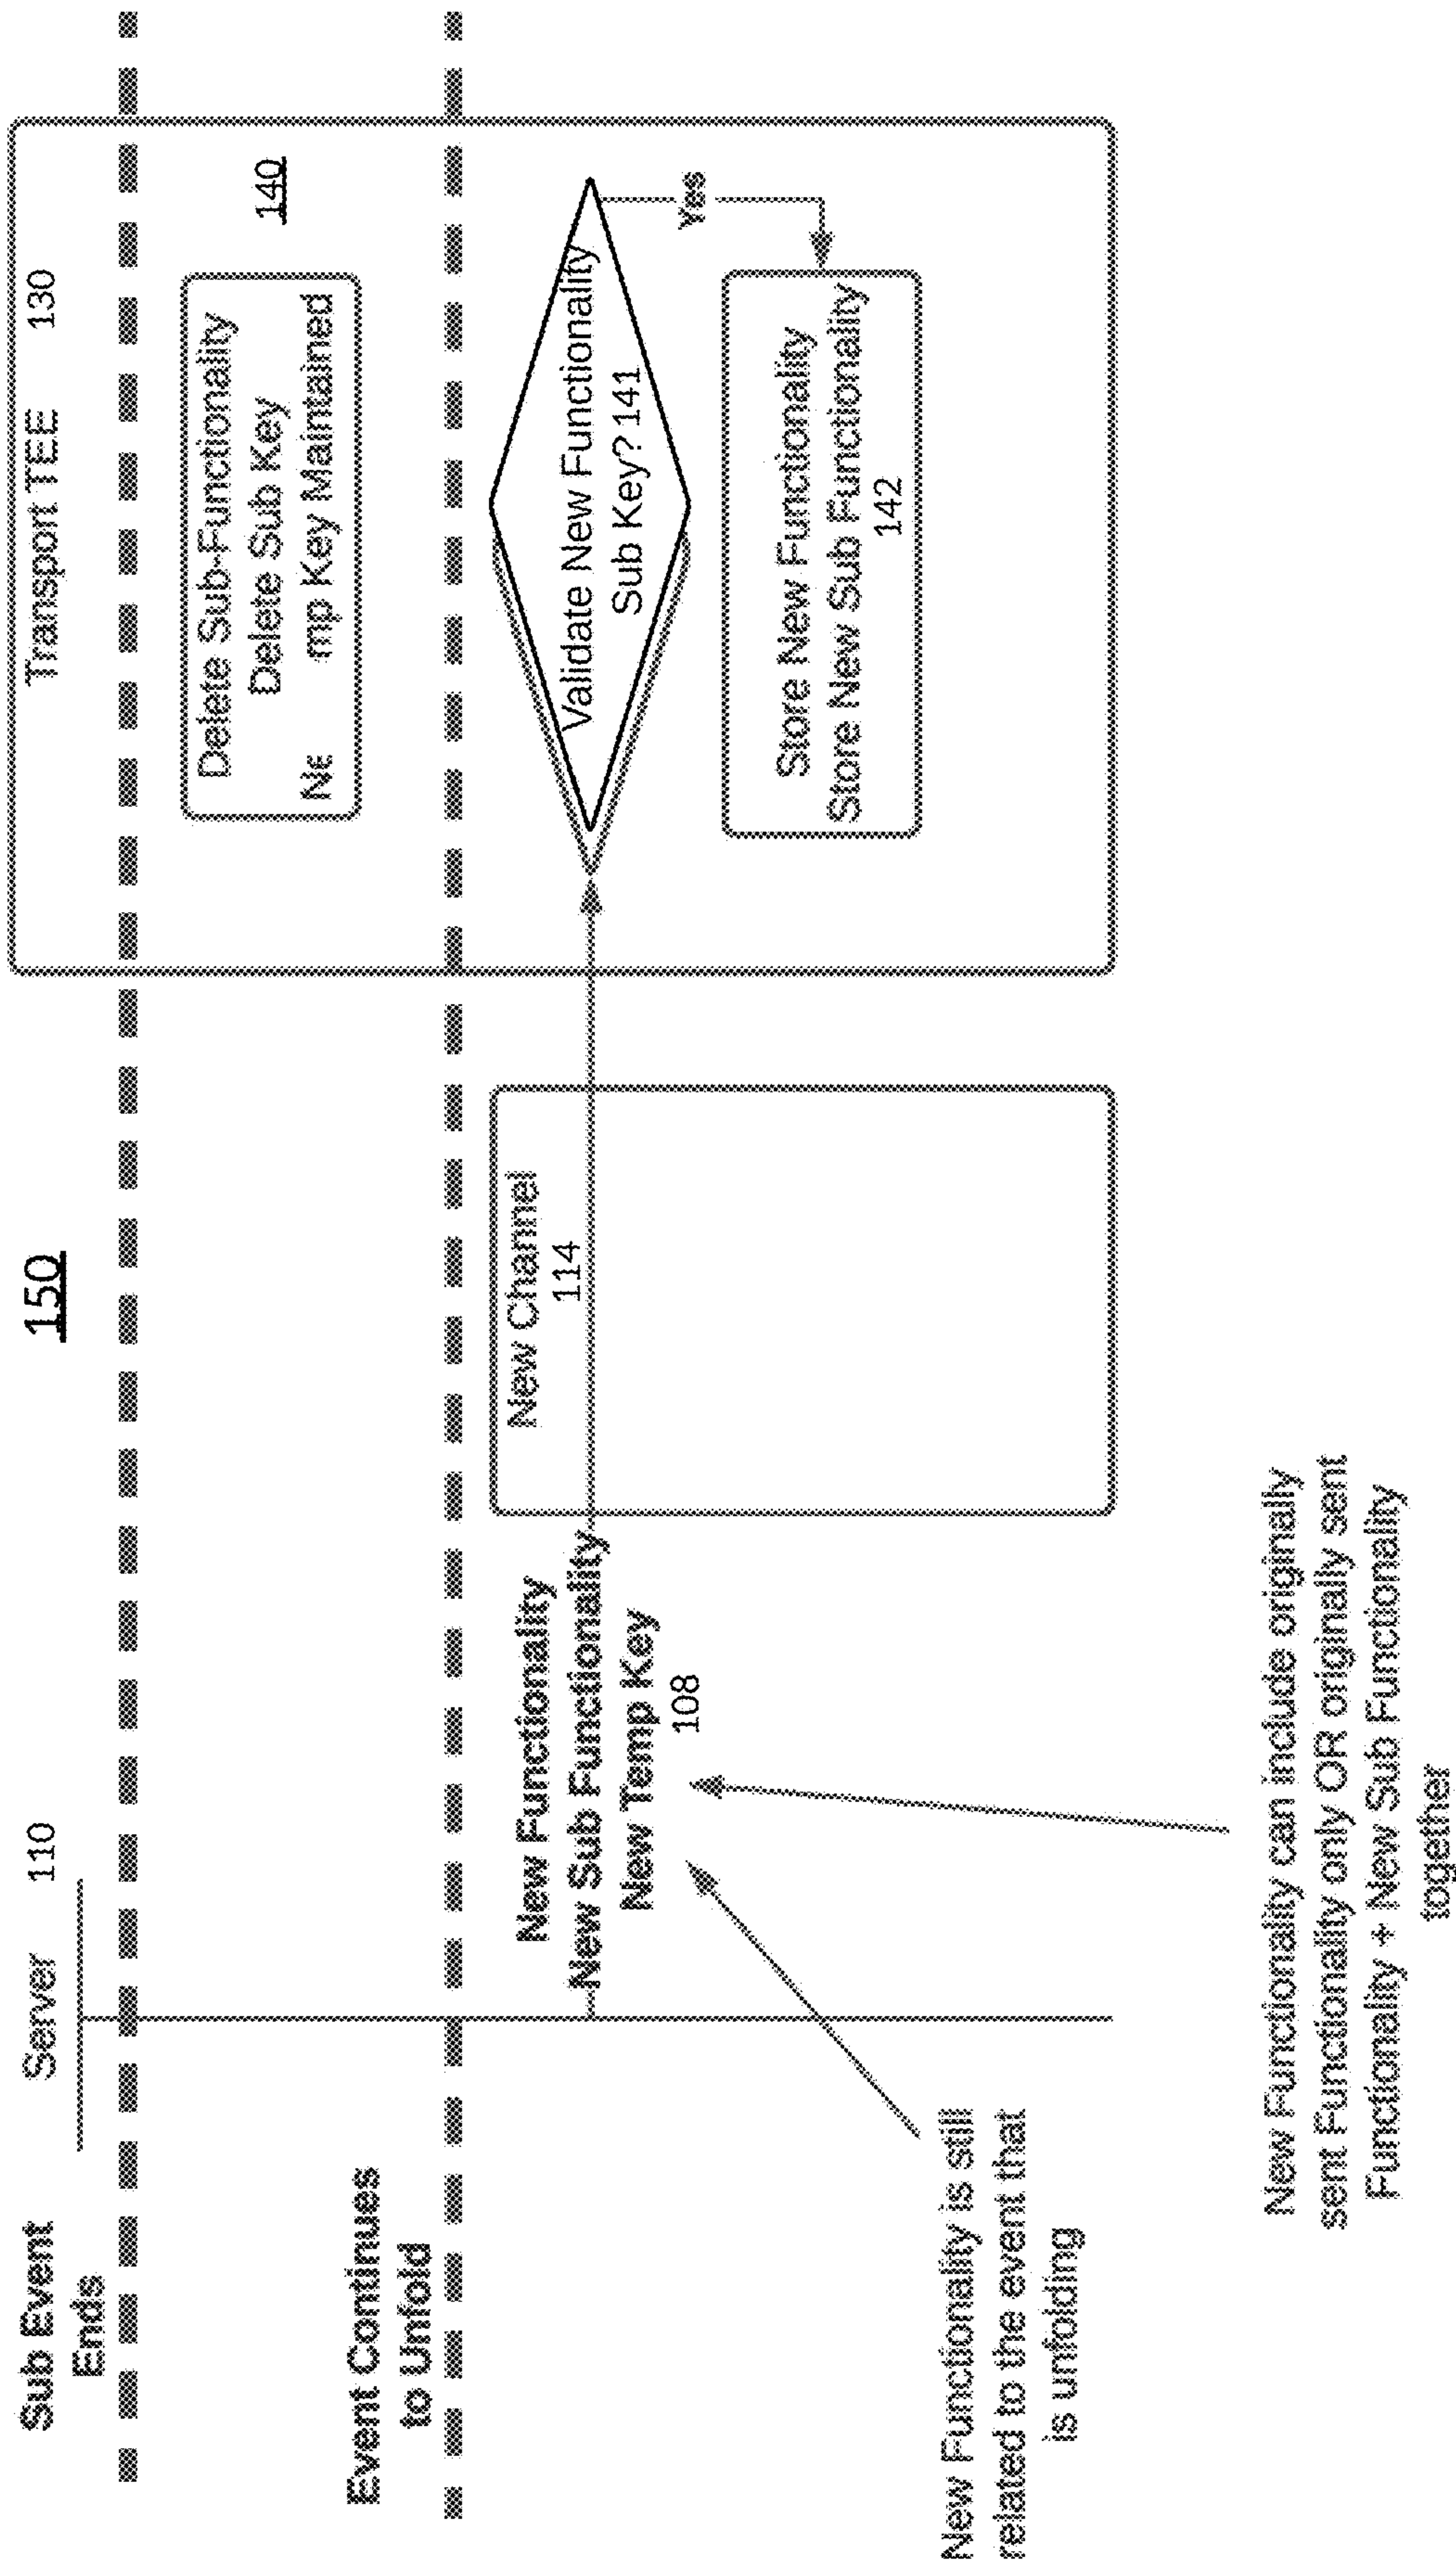 150
Sub Event
Ends
Server 110
Transport TEE 130
Delete Sub-Functionality
Delete Sub Key
mp Key Maintained
140
Event Continues
to Unfold
New Functionality
New Sub Functionality
New Temp Key
108
New Channel
114
Validate New Functionality
Sub Key? 141
Yes
Store New Functionality
Store New Sub Functionality
142
New Functionality is still
related to the event that
is unfolding
New Functionality can include originally
sent Functionality only OR originally sent
Functionality + New Sub Functionality
together